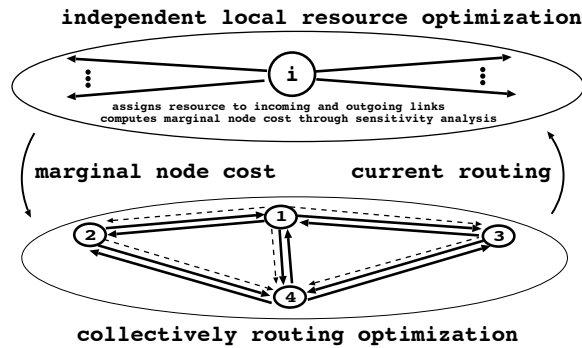 independent local resource optimization
i
assigns resource to incoming and outgoing links
computes marginal node cost through sensitivity analysis
marginal node cost
current routing
1
2
3
4
collectively routing optimization